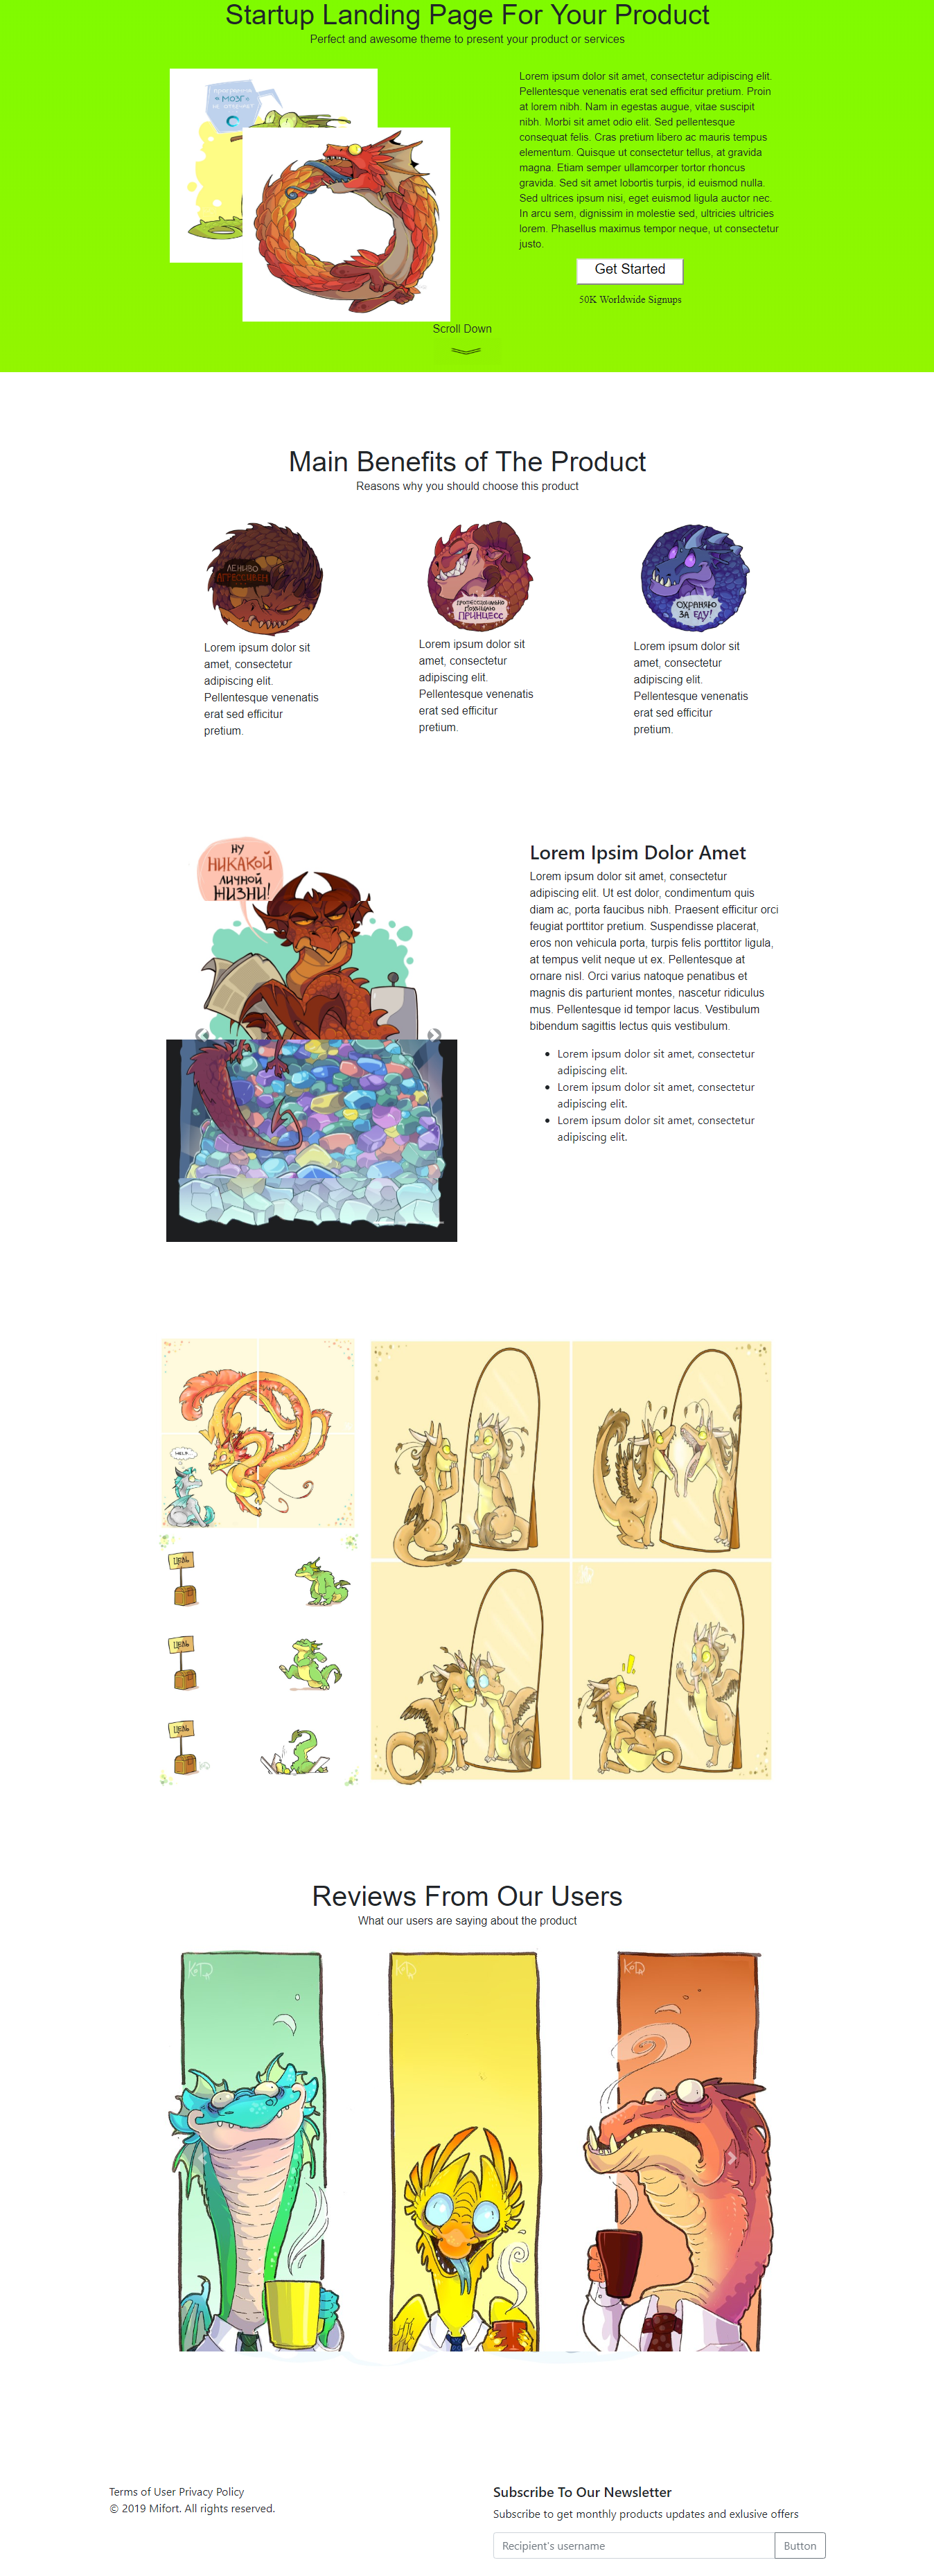 Startup Landing Page For Your Product
Perfect and awesome theme to present your product or services
МОЗГ
Lorem ipsum dolor sit amet, consectetur adipiscing elit.
Pellentesque venenatis erat sed efficitur pretium. Proin
at lorem nibh. Nam in egestas augue, vitae suscipit
nibh. Morbi sit amet odio elit. Sed pellentesque
consequat felis. Cras pretium libero ac mauris tempus
elementum. Quisque ut consectetur tellus, at gravida
magna. Etiam semper ullamcorper tortor rhoncus
gravida. Sed sit amet lobortis turpis, id euismod nulla.
Sed ultrices ipsum nisi, eget euismod ligula auctor nec.
In arcu sem, dignissim in molestie sed, ultricies ultricies
lorem. Phasellus maximus tempor neque, ut consectetur
justo.
Get Started
50K Worldwide Signups
Scroll Down
Main Benefits of The Product
Reasons why you should choose this product
ЛЕНИВО
АГРЕССИВЕН
Lorem ipsum dolor sit
amet, consectetur
adipiscing elit.
Pellentesque venenatis
erat sed efficitur
pretium.
ПРОФЕССИОНАЛЬНО
ПОХИЩАЮ
ПРИНЦЕСС
Lorem ipsum dolor sit
amet, consectetur
adipiscing elit.
Pellentesque venenatis
erat sed efficitur
pretium.
ОХРАНЯЮ
ЗА ЕДУ!
Lorem ipsum dolor sit
amet, consectetur
adipiscing elit.
Pellentesque venenatis
erat sed efficitur
pretium.
НУ
НИКАКОЙ
ЛИЧНОЙ
ЖИЗНИ!
Lorem Ipsim Dolor Amet
Lorem ipsum dolor sit amet, consectetur
adipiscing elit. Ut est dolor, condimentum quis
diam ac, porta faucibus nibh. Praesent efficitur orci
feugiat porttitor pretium. Suspendisse placerat,
eros non vehicula porta, turpis felis porttitor ligula,
at tempus velit neque ut ex. Pellentesque at
ornare nisl. Orci varius natoque penatibus et
magnis dis parturient montes, nascetur ridiculus
mus. Pellentesque id tempor lacus. Vestibulum
bibendum sagittis lectus quis vestibulum.
Lorem ipsum dolor sit amet, consectetur
adipiscing elit.
Lorem ipsum dolor sit amet, consectetur
adipiscing elit.
Lorem ipsum dolor sit amet, consectetur
adipiscing elit.
HELP...
ЦЕЛЬ
ЦЕЛЬ
ЦЕЛЬ
Reviews From Our Users
What our users are saying about the product
Terms of User Privacy Policy
© 2019 Mifort. All rights reserved.
Subscribe To Our Newsletter
Subscribe to get monthly products updates and exlusive offers
Recipient's username
Button